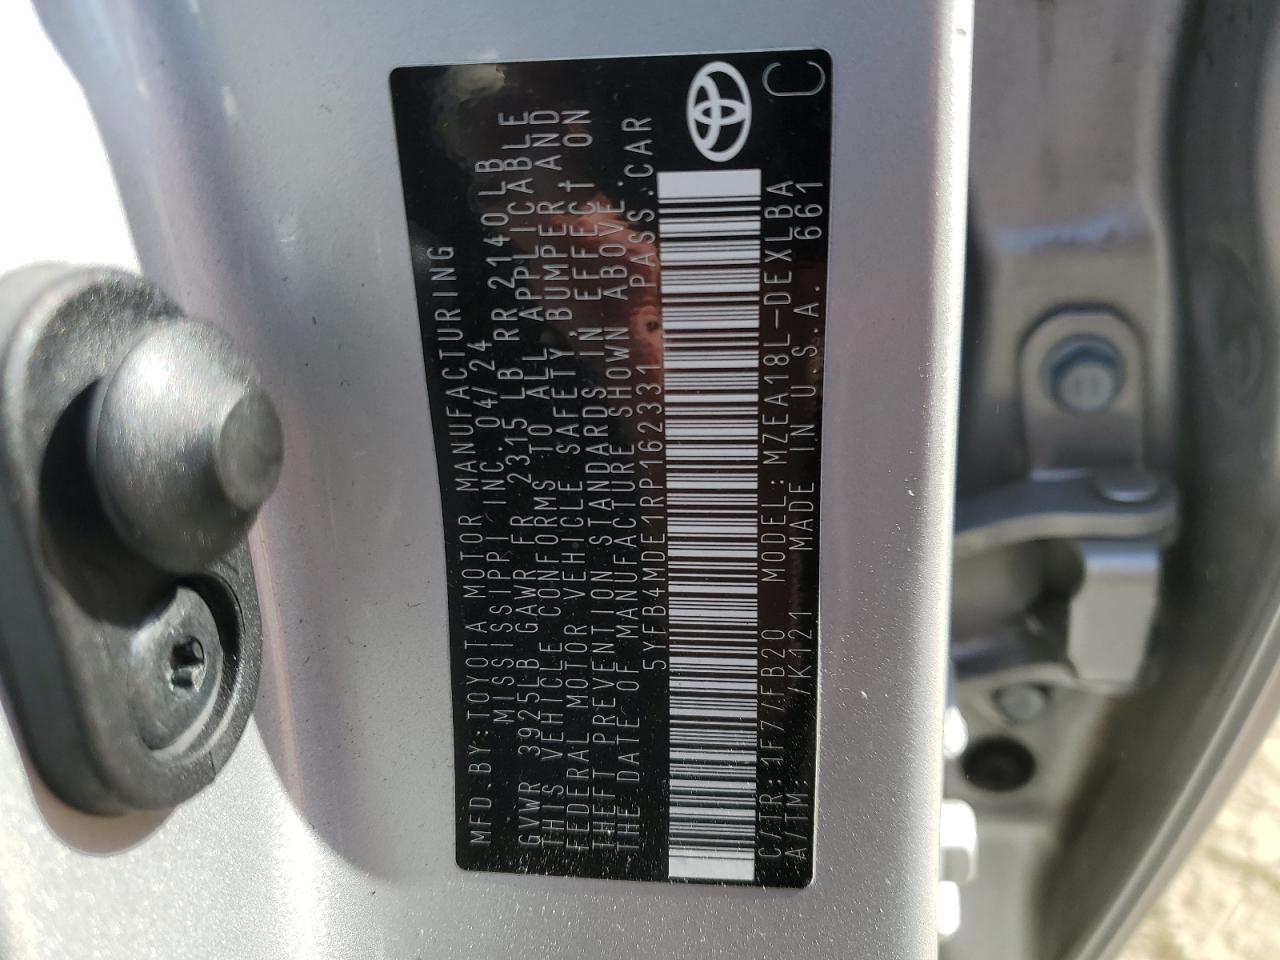 MFD.BY:TOYOTA MOTOR MANUFACTURING
MISSISSIPPI INC. 04/24
GVWR 3925LB GAWR FR 2315LB RR 2140LB
THIS VEHICLE CONFORMS TO ALL APPLICABLE
FEDERAL MOTOR VEHICLE SAFETY, BUMPER, AND
THEFT PREVENTION STANDARDS IN EFFECT ON
THE DATE OF MANUFACTURE SHOWN ABOVE.
5YFB4MDE1RP162331 PASS.CAR
C/TR: 1F7/FB20 MODEL: MZEA18L-DEXLBA
A/TM: /K121 MADE IN U.S.A. 661
C